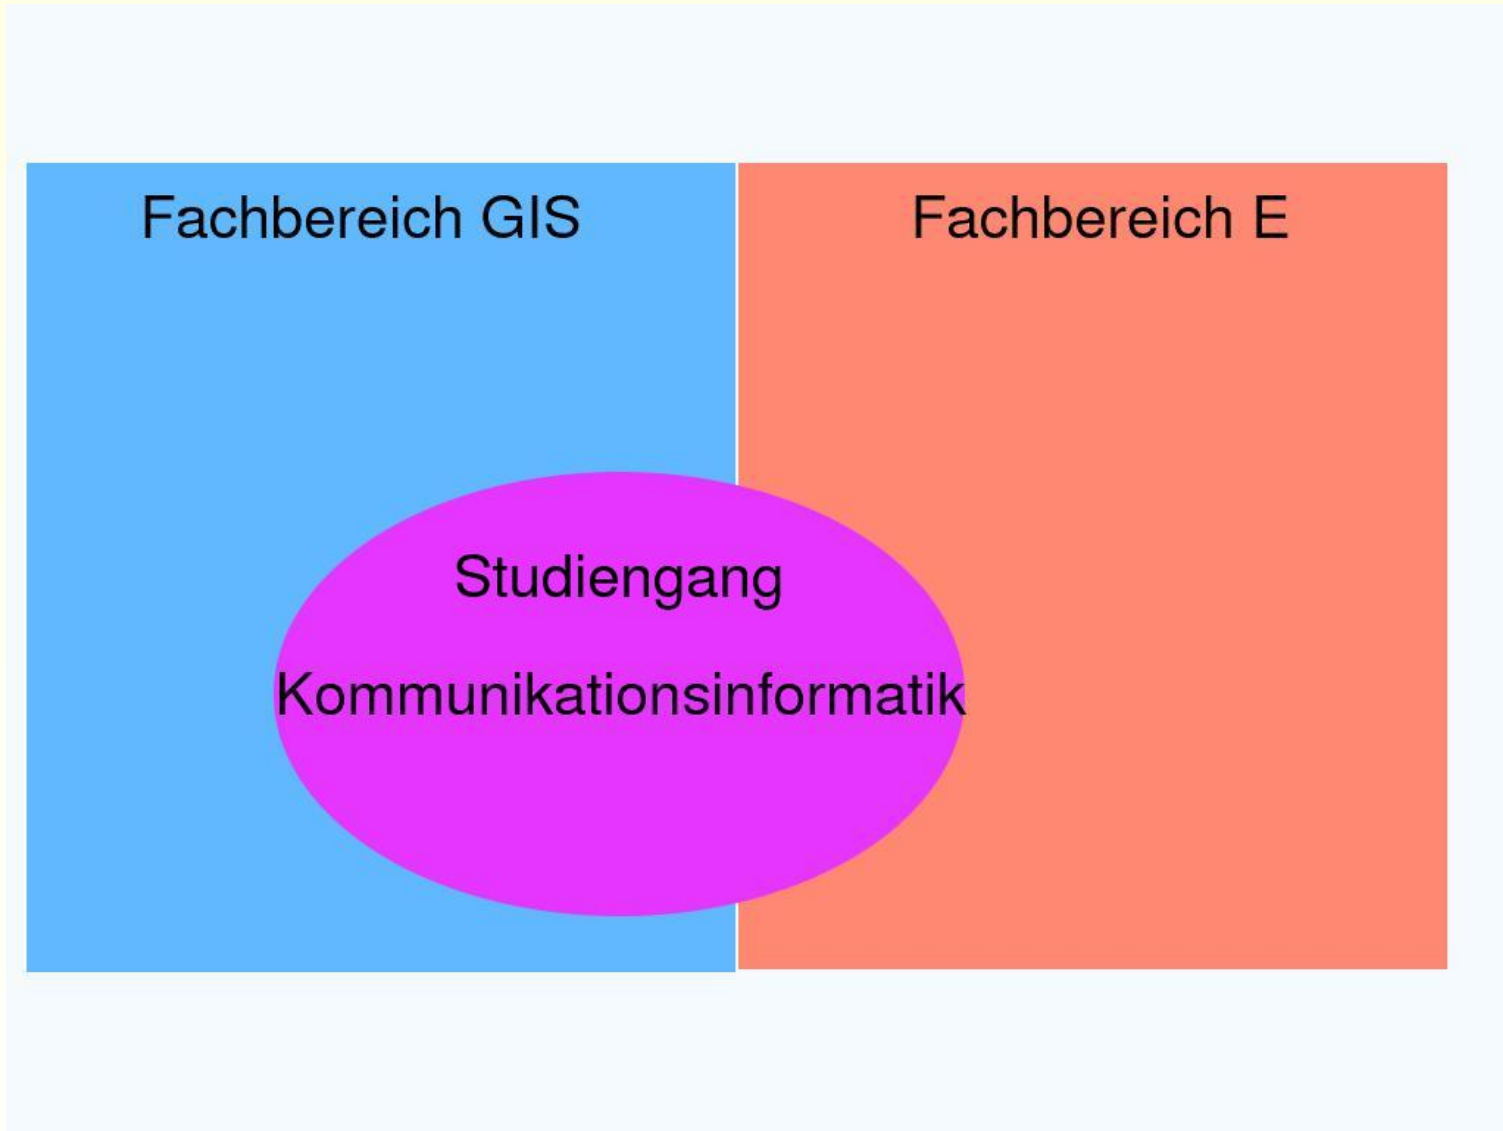 Fachbereich GIS
Fachbereich E
Studiengang
Kommunikationsinformatik